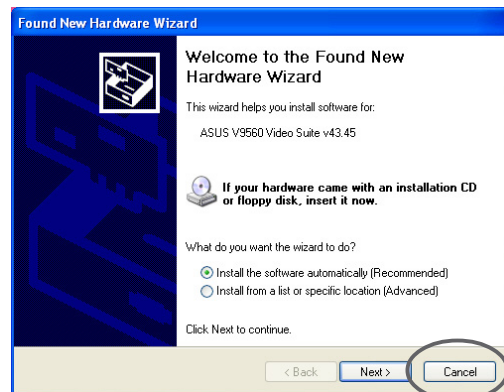 Found New Hardware Wizard
Welcome to the Found New
Hardware Wizard
This wizard helps you install software for:
ASUS V9560 Video Suite v43.45
If your hardware came with an installation CD
or floppy disk, insert it now.
What do you want the wizard to do?
Install the software automatically (Recommended)
Install from a list or specific location (Advanced)
Click Next to continue.
< Back Next > Cancel